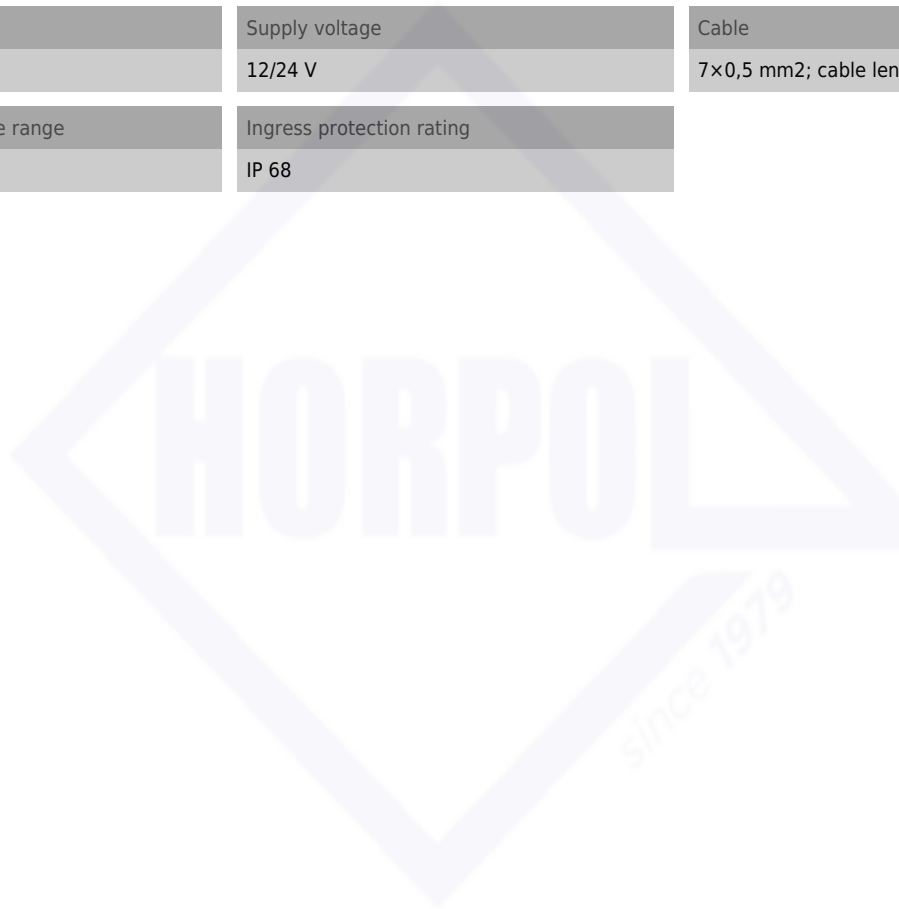 Supply voltage
Cable
12/24 V
7×0,5 mm2; cable len
e range
Ingress protection rating
IP 68
HORPOL
since 1979